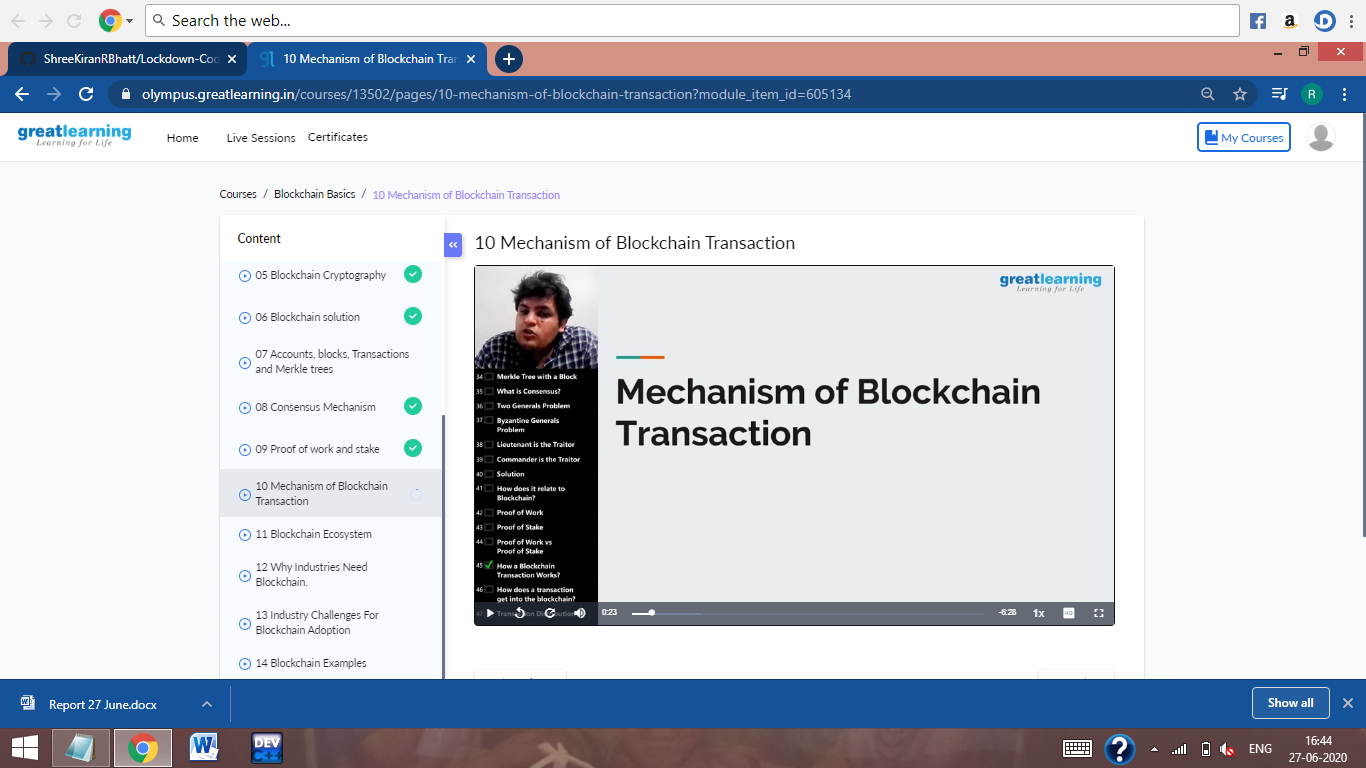 Search the web...
ShreeKiranRBhatt/Lockdown-Cod
10 Mechanism of Blockchain Tran
olympus.greatlearning.in/courses/13502/pages/10-mechanism-of-blockchain-transaction?module_item_id=605134
R
greatlearning
Learning for Life
Home
Live Sessions
Certificates
My Courses
Courses / Blockchain Basics / 10 Mechanism of Blockchain Transaction
Content
05 Blockchain Cryptography
06 Blockchain solution
07 Accounts, blocks, Transactions
and Merkle trees
08 Consensus Mechanism
09 Proof of work and stake
10 Mechanism of Blockchain
Transaction
11 Blockchain Ecosystem
12 Why Industries Need
Blockchain.
13 Industry Challenges For
Blockchain Adoption
14 Blockchain Examples
10 Mechanism of Blockchain Transaction
greatlearning
Learning for Life
Mechanism of Blockchain
Transaction
34 Merkle Tree with a Block
35 What is Consensus?
36 Two Generals Problem
37 Byzantine Generals
Problem
38 Lieutenant is the Traitor
39 Commander is the Traitor
40 Solution
41 How does it relate to
Blockchain?
42 Proof of Work
43 Proof of Stake
44 Proof of Work vs
Proof of Stake
45 How a Blockchain
Transaction Works?
46 How does a transaction
get into the blockchain?
47 Transaction Distribution
0:23
-6:28
1x
HD
Report 27 June.docx
Show all
DEV
C++
ENG
16:44
27-06-2020